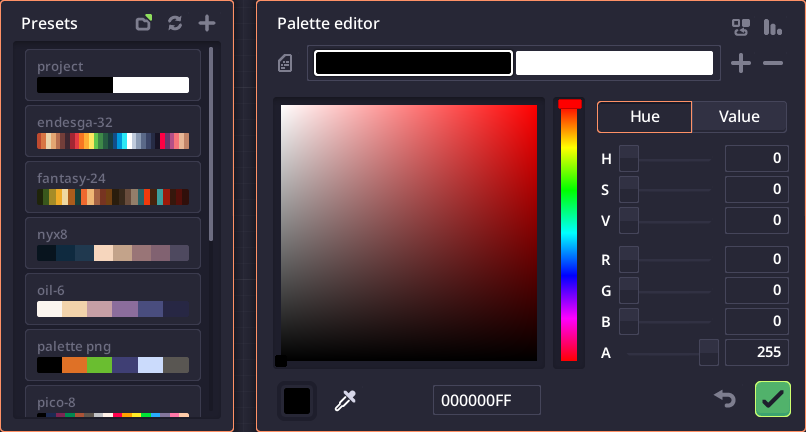 Presets
project
endesga-32
fantasy-24
nyx8
oil-6
palette png
pico-8
Palette editor
Hue
Value
H 0
S 0
V 0
R 0
G 0
B 0
A 255
000000FF